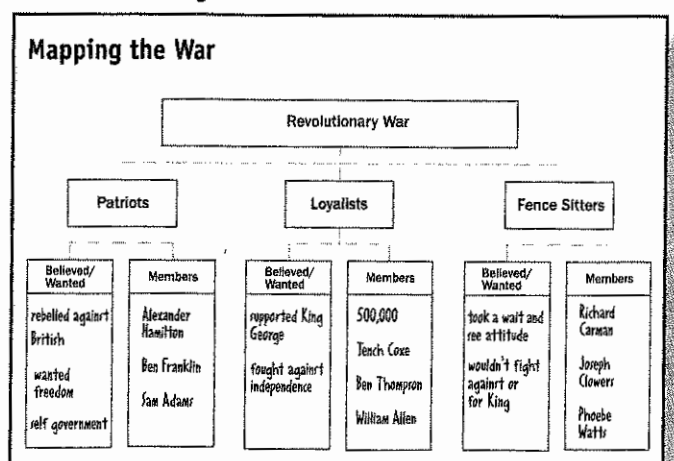 Mapping the War
Revolutionary War
Patriots
Loyalists
Fence Sitters
Believed/
Wanted
rebelled against
British
wanted
freedom
self government
Members
Alexander
Hamilton
Ben Franklin
Sam Adams
Believed/
Wanted
supported King
George
fought against
independence
Members
500,000
Tench Coxe
Ben Thompson
William Allen
Believed/
Wanted
took a wait and
see attitude
wouldn't fight
against or
for King
Members
Richard
Carman
Joseph
Clowers
Phoebe
Watts